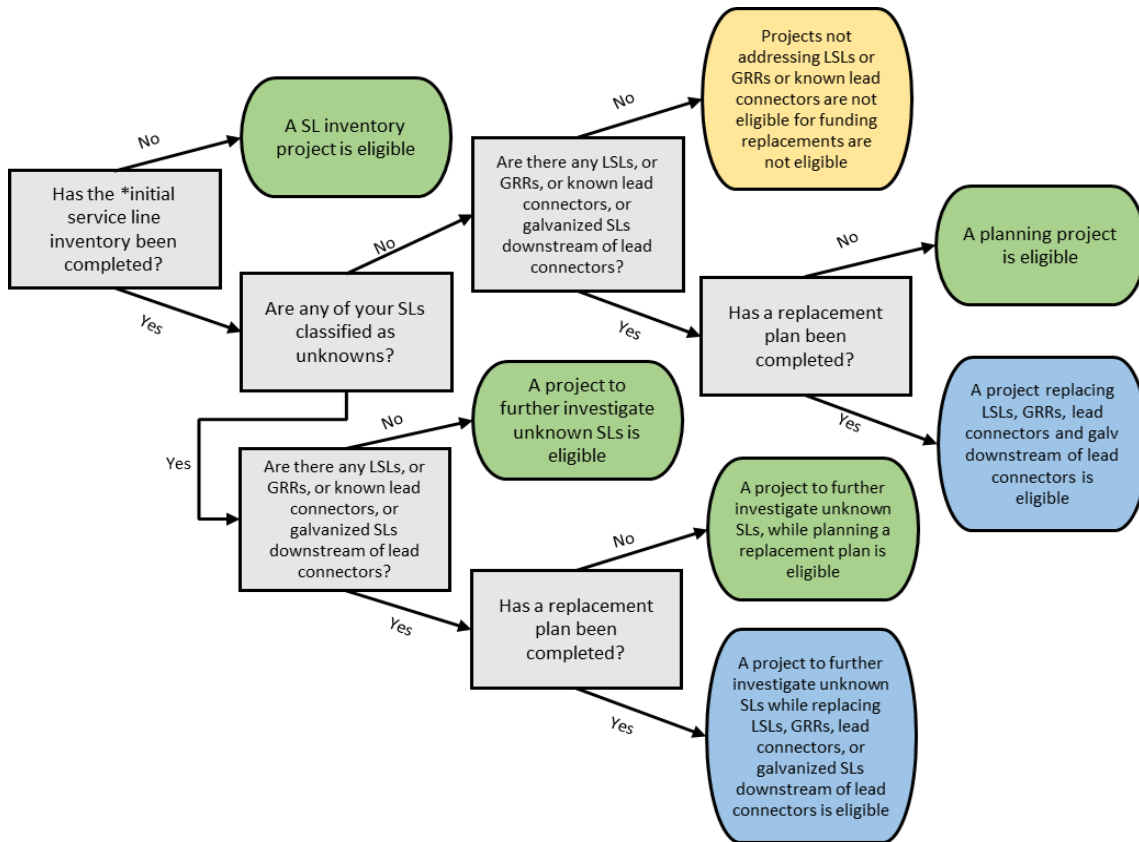 Has the *initial
service line
inventory been
completed?
No
A SL inventory
project is eligible
Yes
Are any of your SLs
classified as
unknowns?
No
Are there any LSLs, or
GRRs, or known lead
connectors, or
galvanized SLs
downstream of lead
connectors?
No
Projects not
addressing LSLs or
GRRs or known lead
connectors are not
eligible for funding
replacements are
not eligible
Yes
Has a replacement
plan been
completed?
No
A planning project
is eligible
Yes
A project replacing
LSLs, GRRs, lead
connectors and galv
downstream of lead
connectors is
eligible
Yes
Are there any LSLs, or
GRRs, or known lead
connectors, or
galvanized SLs
downstream of lead
connectors?
No
A project to
further investigate
unknown SLs is
eligible
Yes
Has a replacement
plan been
completed?
No
A project to further
investigate unknown
SLs, while planning a
replacement plan is
eligible
Yes
A project to further
investigate unknown
SLs while replacing
LSLs, GRRs, lead
connectors, or
galvanized SLs
downstream of lead
connectors is eligible